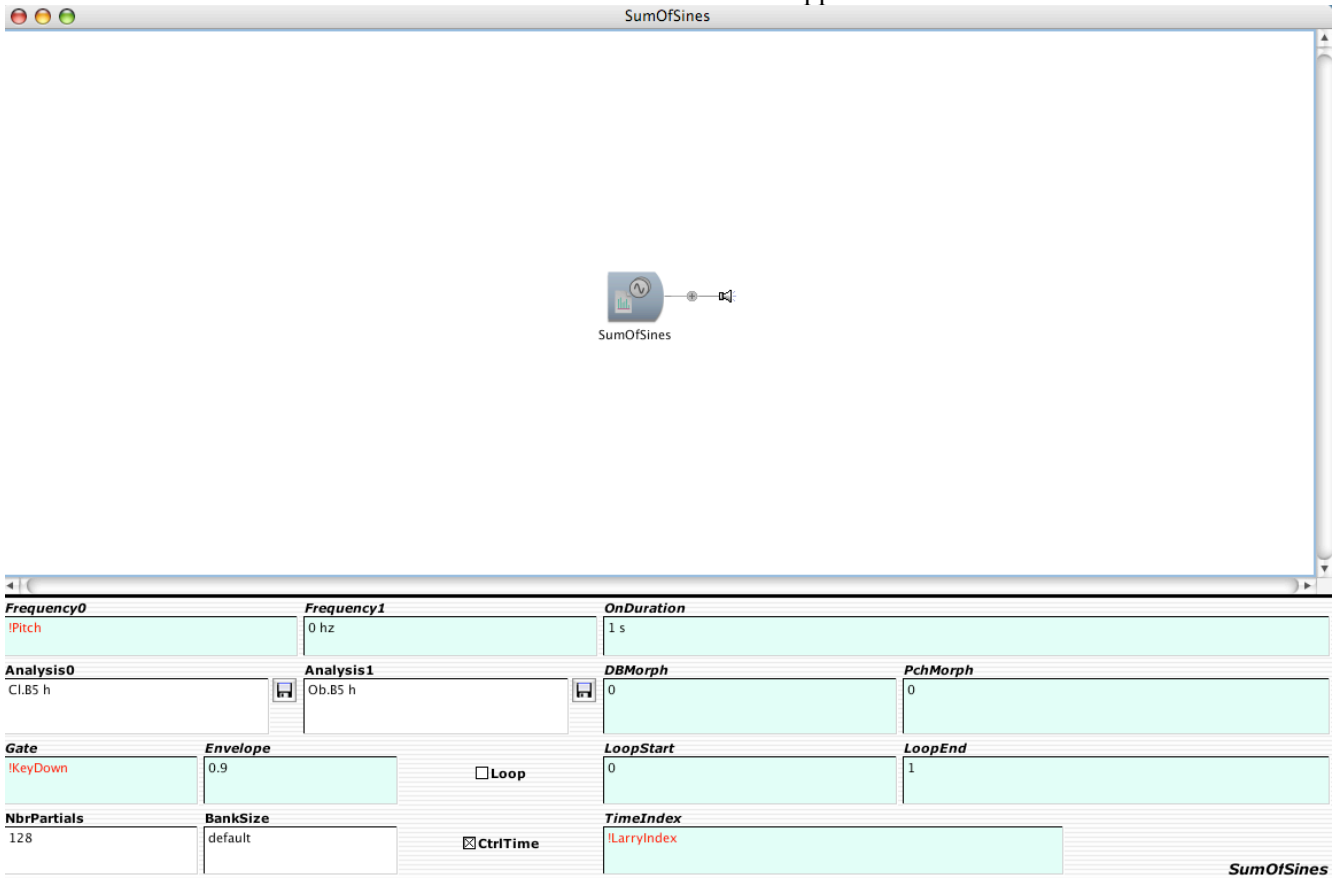 SumOfSines
SumOfSines
Frequency0 Frequency1 OnDuration
!Pitch 0 hz 1 s
Analysis0 Analysis1 DBMorph PchMorph
Cl.B5 h Ob.B5 h 0 0
Gate Envelope LoopStart LoopEnd
!KeyDown 0.9 Loop 0 1
NbrPartials BankSize TimeIndex
128 default CtrlTime !LarryIndex
SumOfSines